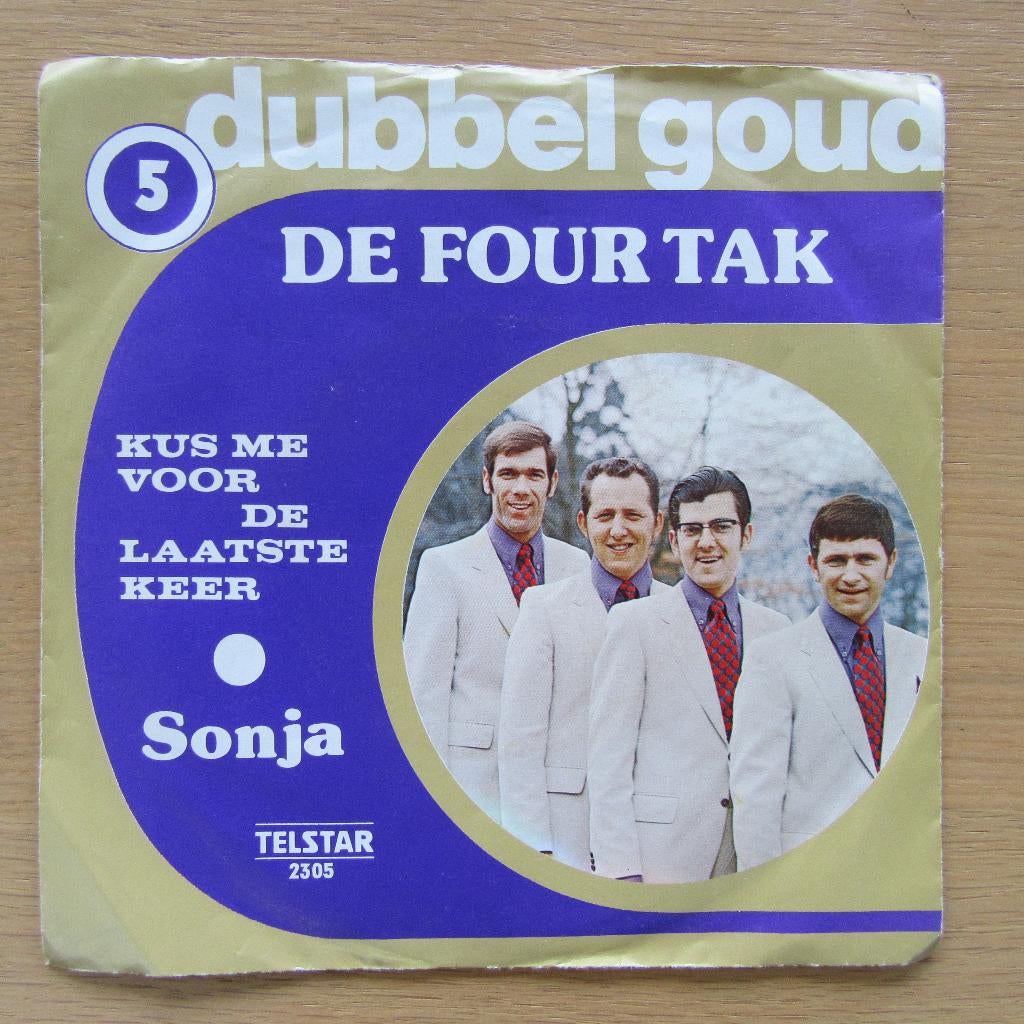 dubbel goud
5
DE FOUR TAK
KUS ME
VOOR
DE
LAATSTE
KEER
Sonja
TELSTAR
2305